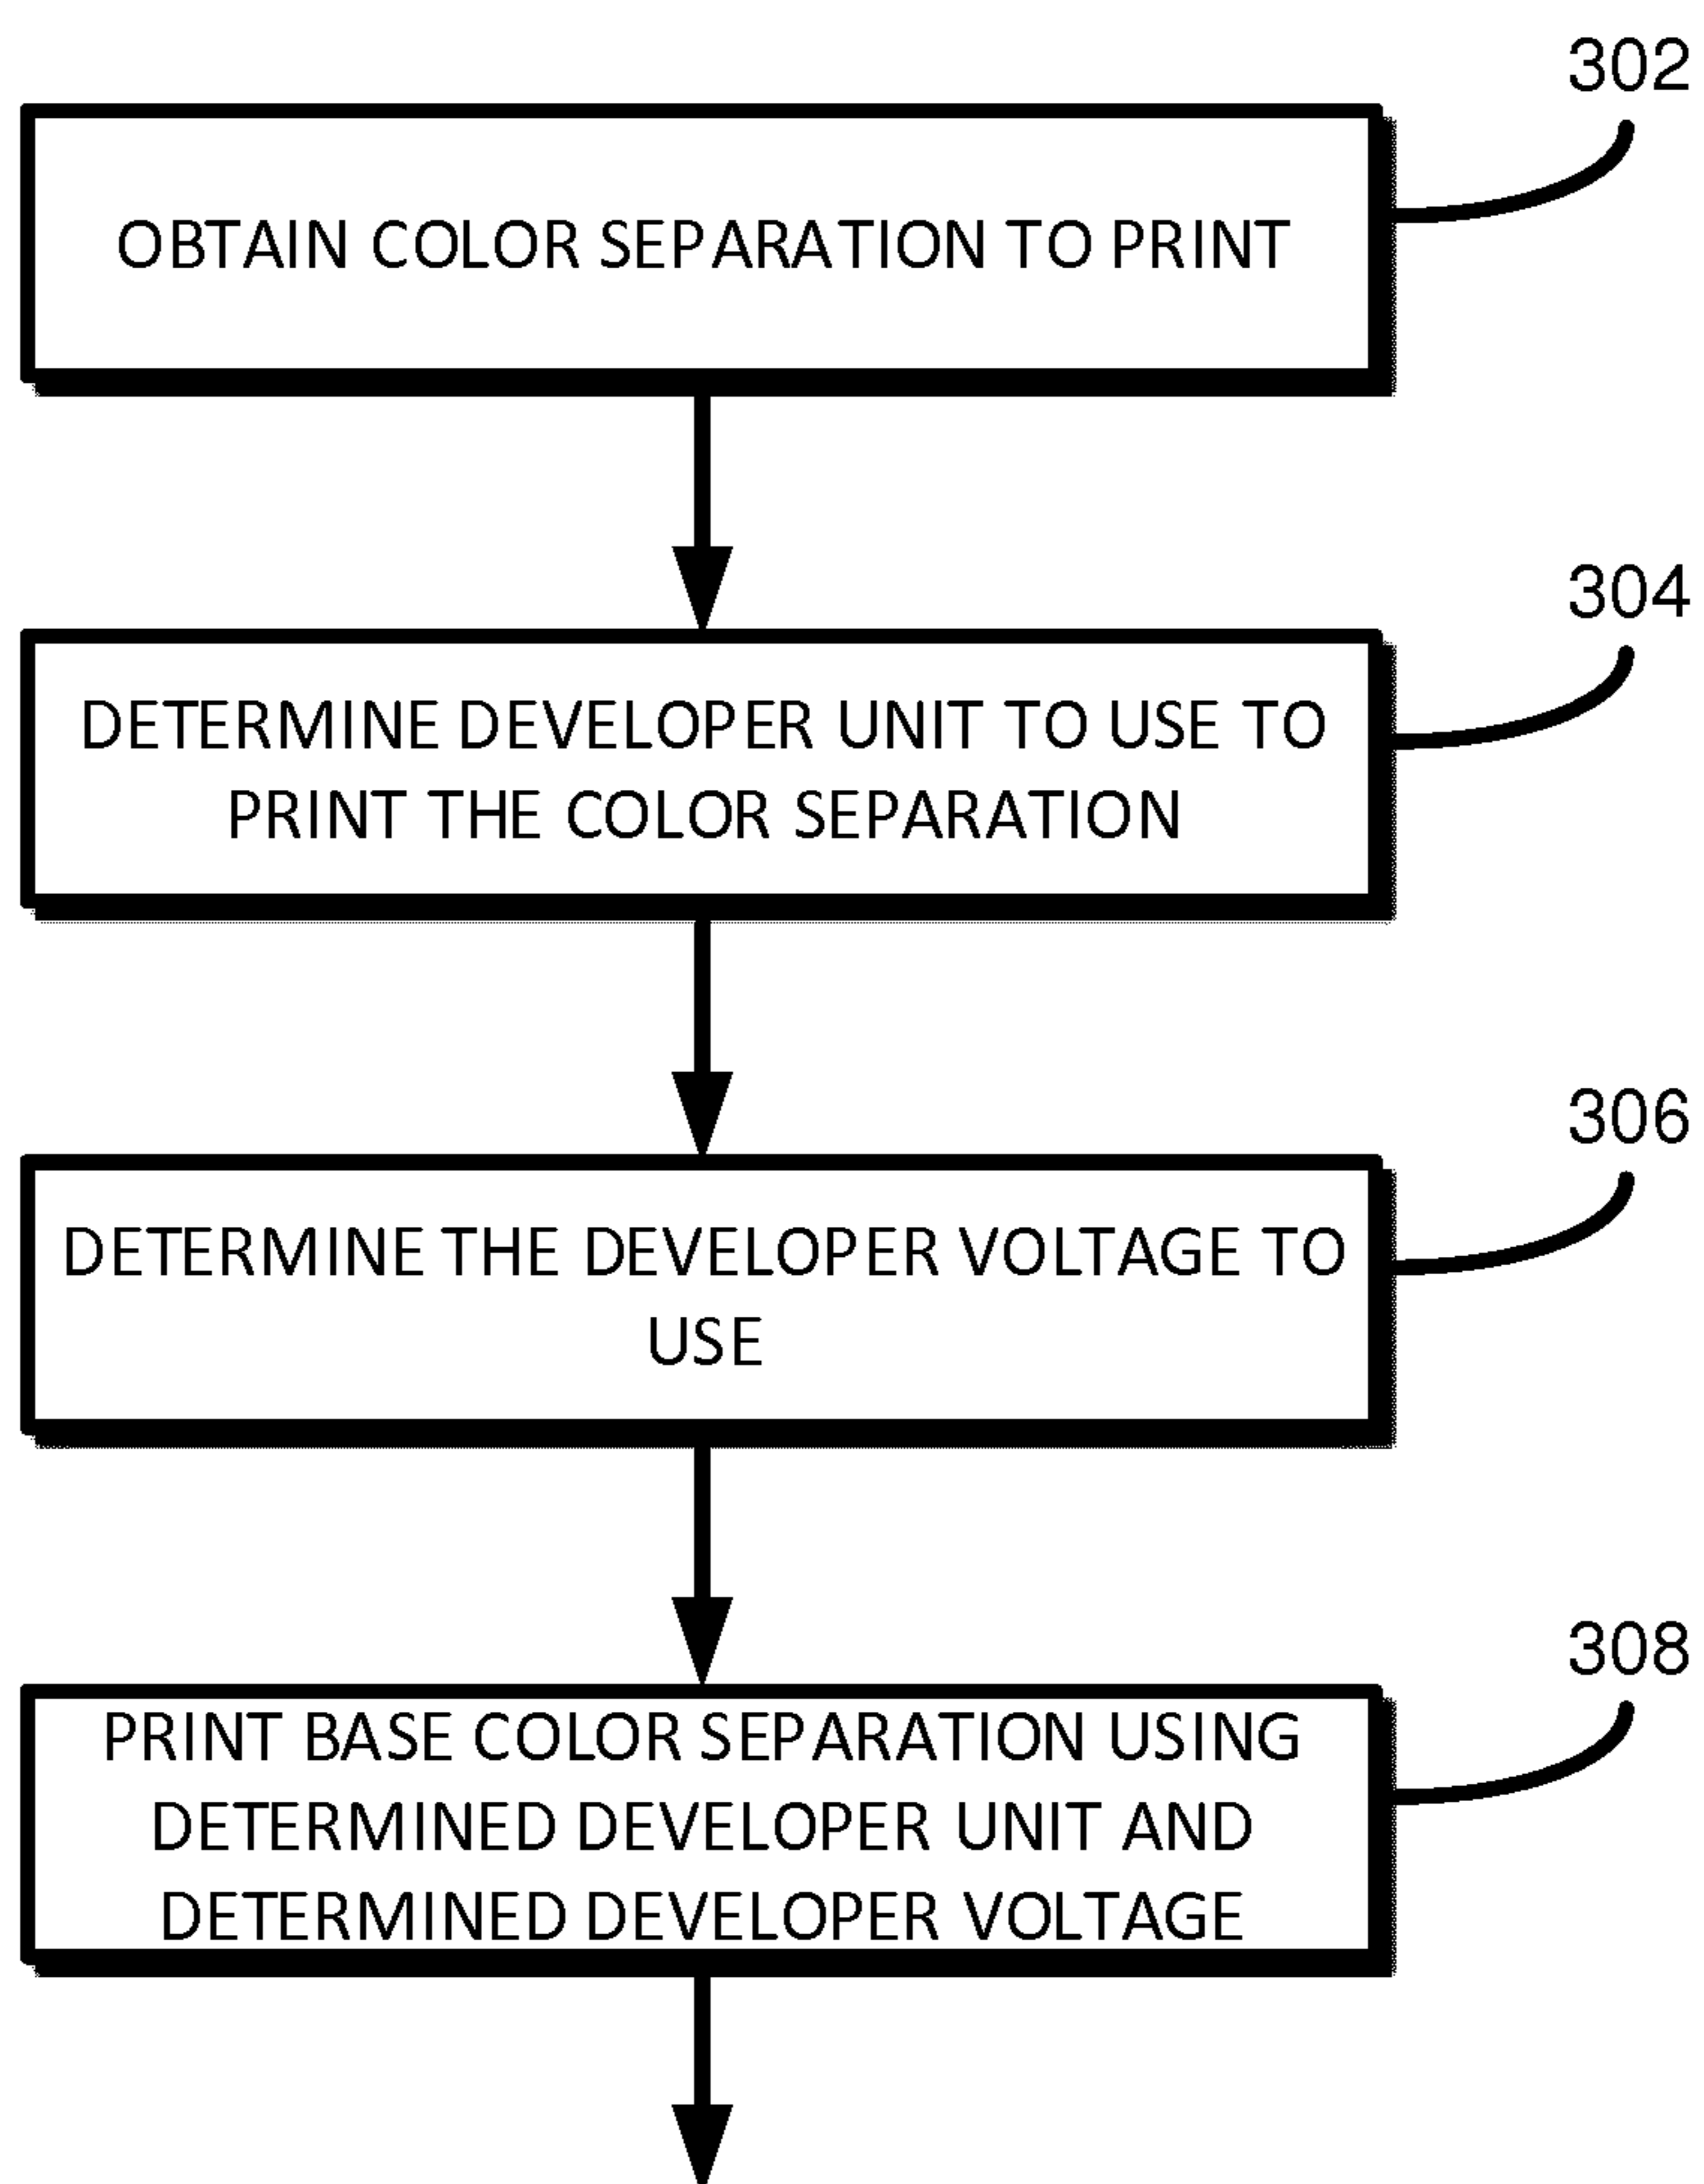 302
OBTAIN COLOR SEPARATION TO PRINT
304
DETERMINE DEVELOPER UNIT TO USE TO
PRINT THE COLOR SEPARATION
306
DETERMINE THE DEVELOPER VOLTAGE TO
USE
308
PRINT BASE COLOR SEPARATION USING
DETERMINED DEVELOPER UNIT AND
DETERMINED DEVELOPER VOLTAGE